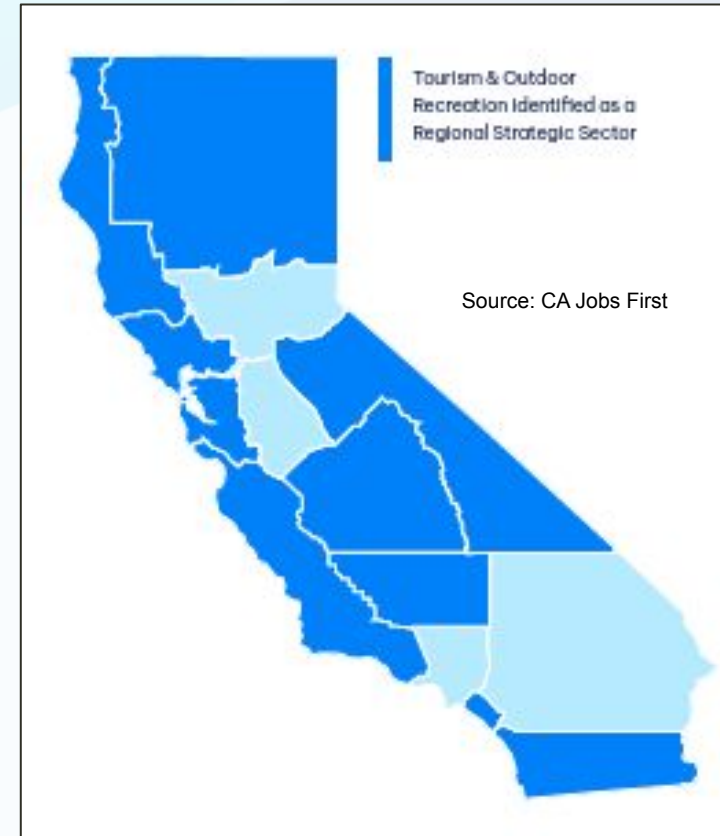 Tourism & Outdoor
Recreation Identified as a
Regional Strategic Sector
Source: CA Jobs First